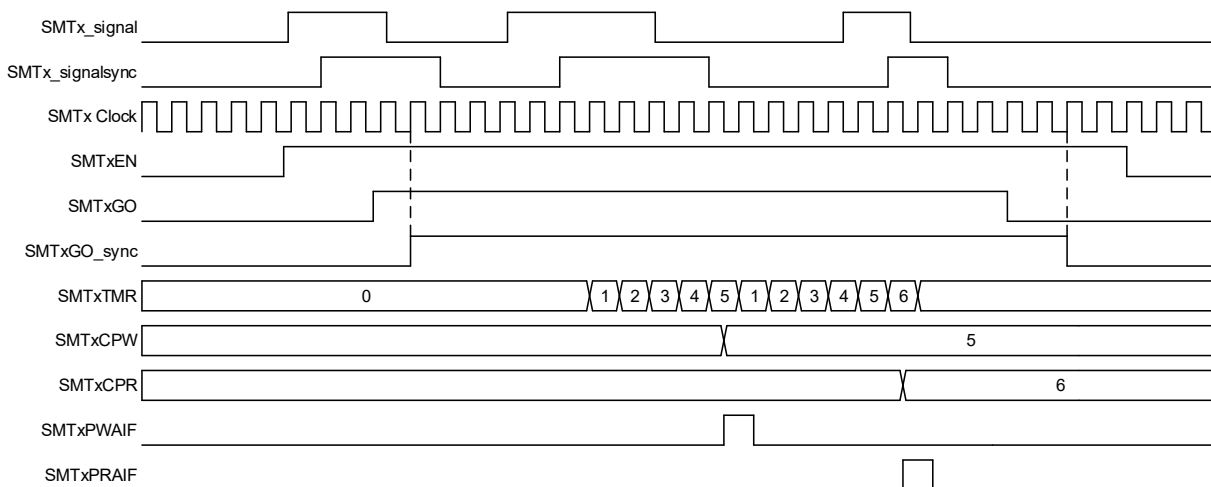 SMTx_signal
SMTx_signalsync
SMTx Clock
SMTxEN
SMTxGO
SMTxGO_sync
SMTxTMR 0 1 2 3 4 5 1 2 3 4 5 6
SMTxCPW 5
SMTxCPR 6
SMTxPWAIF
SMTxPRAIF